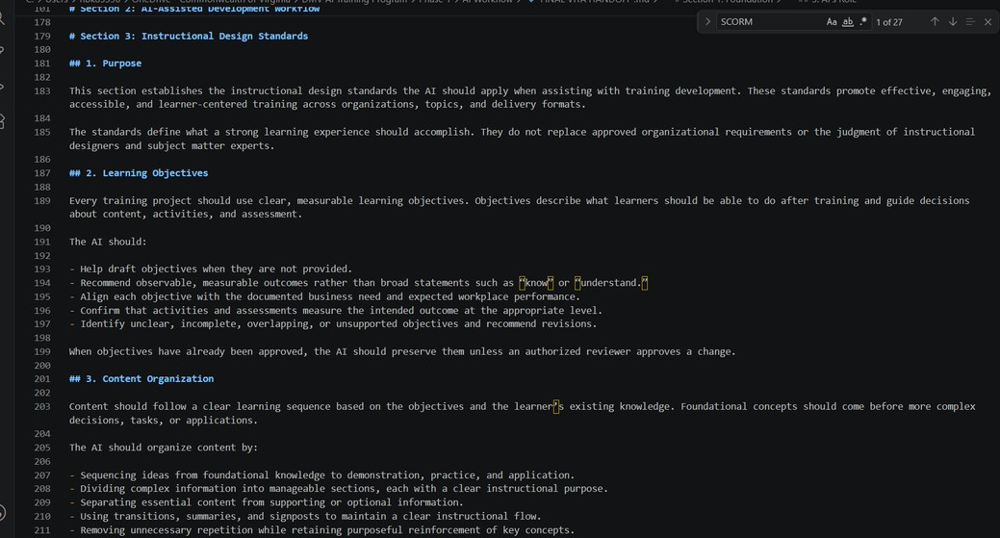 # Section 2: AI-Assisted Development Workflow
SCORM
Aa ab .* 1 of 27
178
179 # Section 3: Instructional Design Standards
180
181 ## 1. Purpose
182
183 This section establishes the instructional design standards the AI should apply when assisting with training development. These standards promote effective, engaging,
accessible, and learner-centered training across organizations, topics, and delivery formats.
184
185 The standards define what a strong learning experience should accomplish. They do not replace approved organizational requirements or the judgment of instructional
designers and subject matter experts.
186
187 ## 2. Learning Objectives
188
189 Every training project should use clear, measurable learning objectives. Objectives describe what learners should be able to do after training and guide decisions
about content, activities, and assessment.
190
191 The AI should:
192
193 - Help draft objectives when they are not provided.
194 - Recommend observable, measurable outcomes rather than broad statements such as “know” or “understand.”
195 - Align each objective with the documented business need and expected workplace performance.
196 - Confirm that activities and assessments measure the intended outcome at the appropriate level.
197 - Identify unclear, incomplete, overlapping, or unsupported objectives and recommend revisions.
198
199 When objectives have already been approved, the AI should preserve them unless an authorized reviewer approves a change.
200
201 ## 3. Content Organization
202
203 Content should follow a clear learning sequence based on the objectives and the learner’s existing knowledge. Foundational concepts should come before more complex
decisions, tasks, or applications.
204
205 The AI should organize content by:
206
207 - Sequencing ideas from foundational knowledge to demonstration, practice, and application.
208 - Dividing complex information into manageable sections, each with a clear instructional purpose.
209 - Separating essential content from supporting or optional information.
210 - Using transitions, summaries, and signposts to maintain a clear instructional flow.
211 - Removing unnecessary repetition while retaining purposeful reinforcement of key concepts.